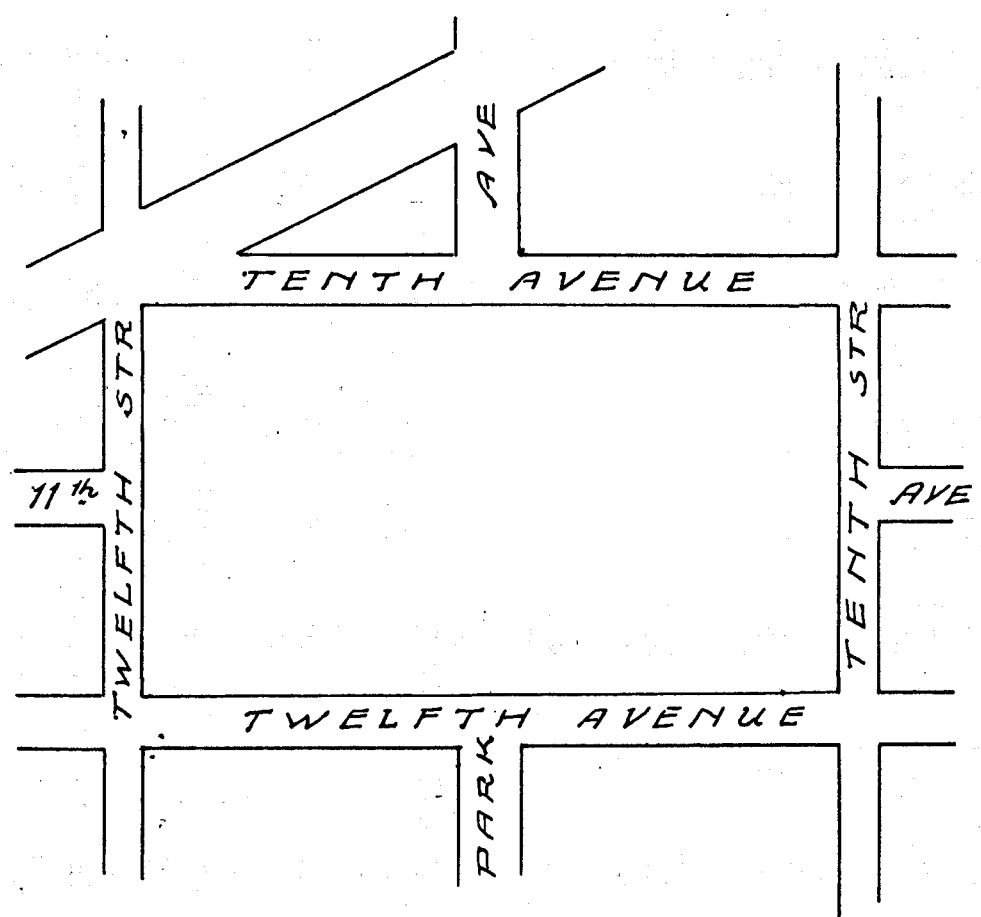 AVE
TENTH AVENUE
TWELFTH STR
TENTH STR
11th
AVE
TWELFTH AVENUE
PARK